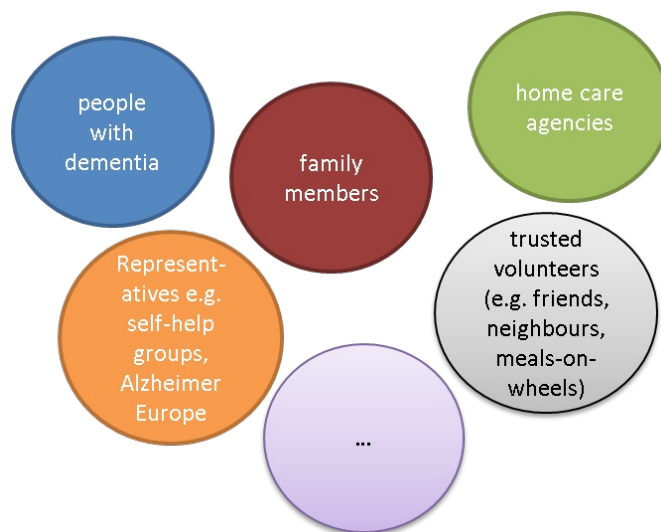 people
with
dementia
family
members
home care
agencies
Represent-
atives e.g.
self-help
groups,
Alzheimer
Europe
trusted
volunteers
(e.g. friends,
neighbours,
meals-on-
wheels)
...